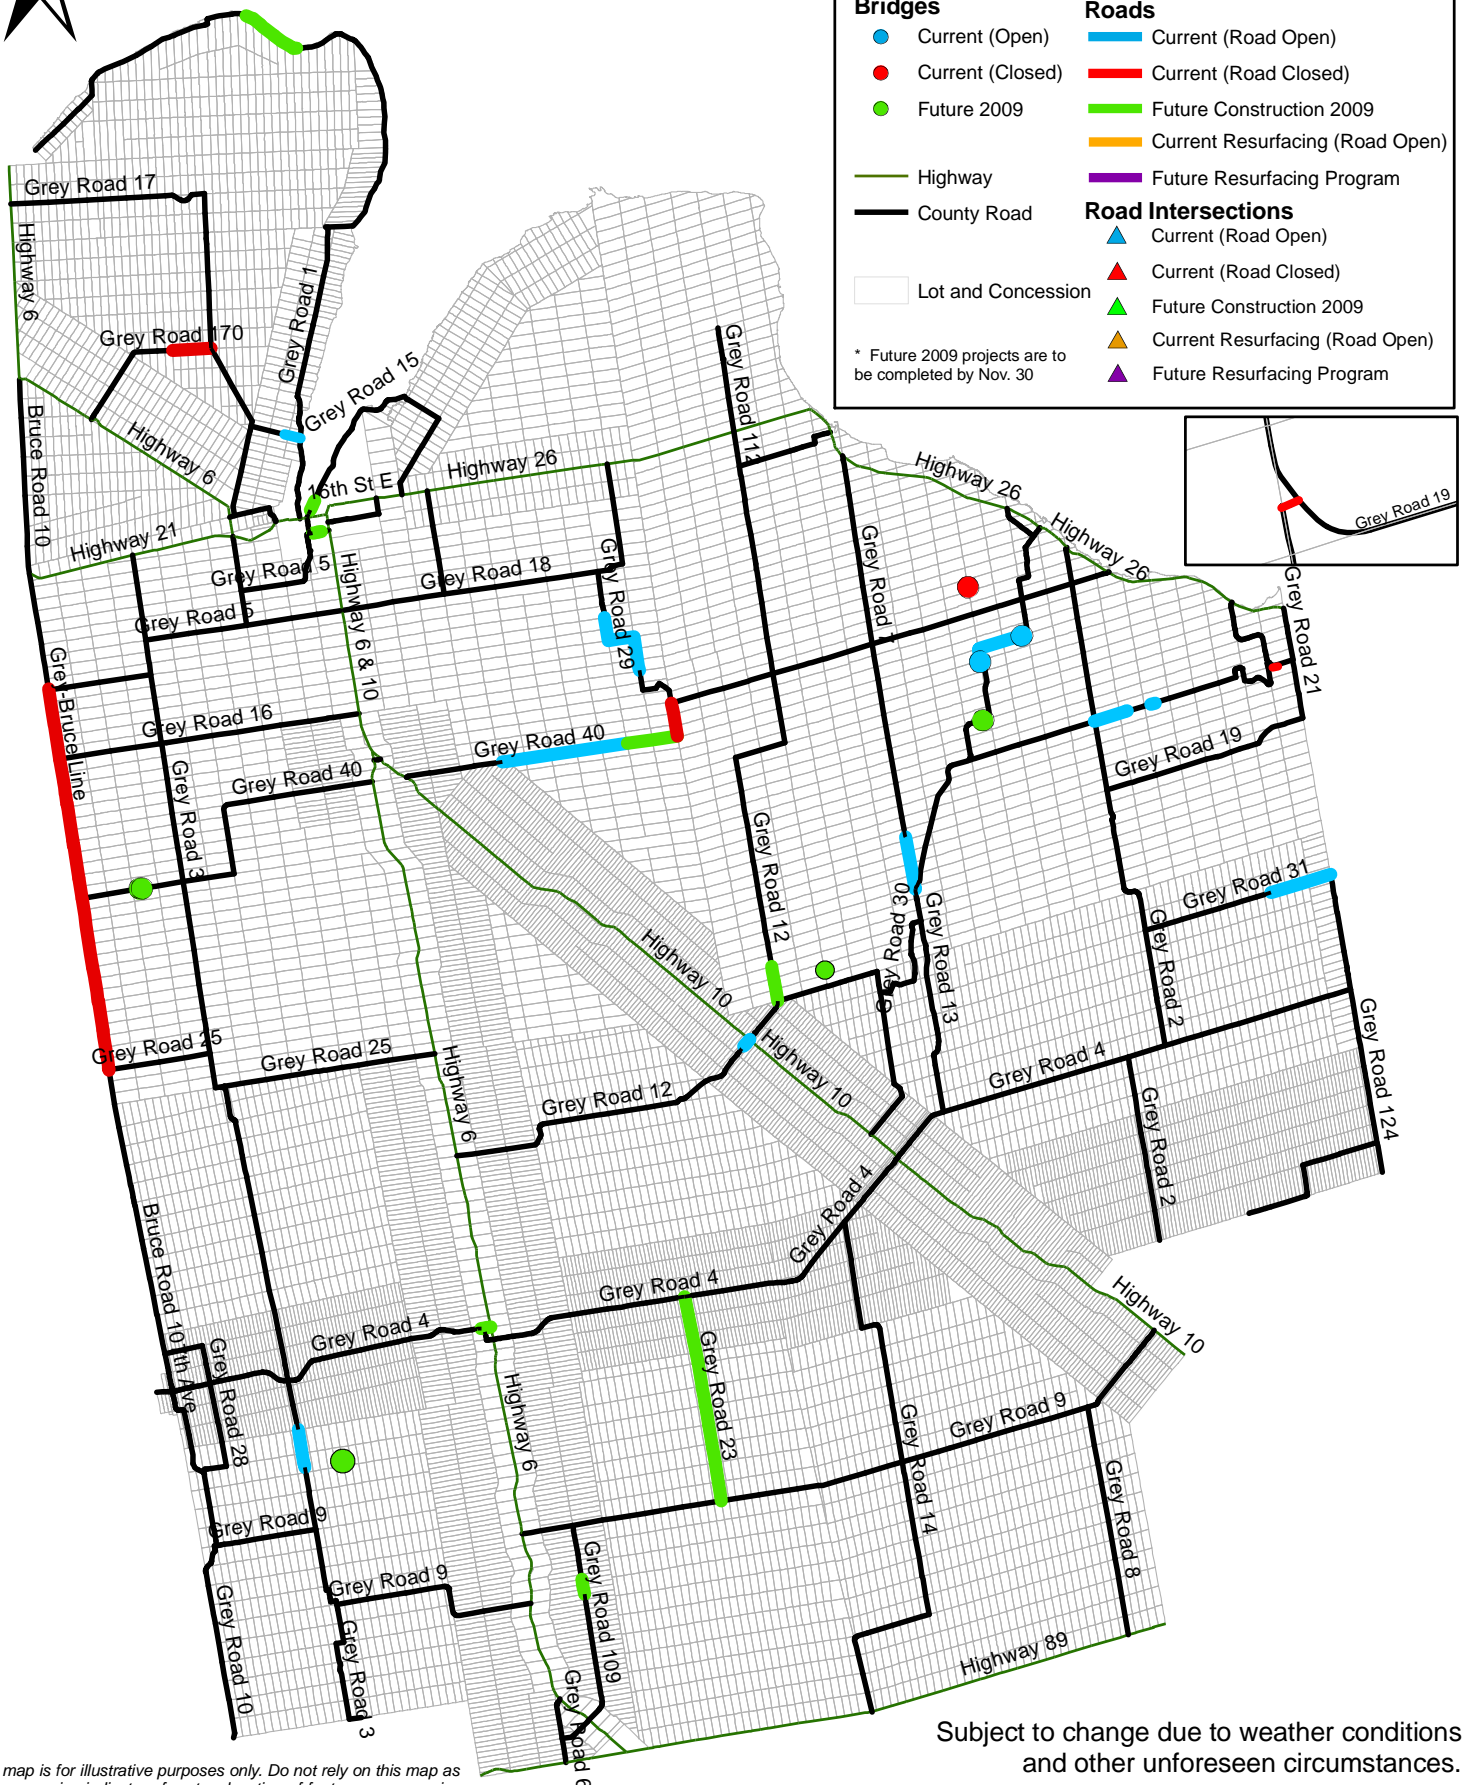 Bridges
Current (Open)
Current (Closed)
Future 2009
Highway
County Road
Lot and Concession
* Future 2009 projects are to
be completed by Nov. 30
Roads
Current (Road Open)
Current (Road Closed)
Future Construction 2009
Current Resurfacing (Road Open)
Future Resurfacing Program
Road Intersections
Current (Road Open)
Current (Road Closed)
Future Construction 2009
Current Resurfacing (Road Open)
Future Resurfacing Program
Grey Road 19
Grey Road 17
Highway 6
Grey Road 1
Grey Road 170
Grey Road 15
Grey Road 112
Bruce Road 10
Highway 6
Highway 26
16th St E
Highway 26
Highway 21
Highway 26
Grey Road 5
Grey Road 18
Grey Road 7
Grey Road 21
Grey Road 5
Highway 6 & 10
Grey Road 29
Grey-Bruce Line
Grey Road 16
Grey Road 40
Grey Road 19
Grey Road 3
Grey Road 40
Grey Road 12
Grey Road 31
Grey Road 30
Grey Road 13
Grey Road 2
Highway 10
Grey Road 25
Grey Road 25
Highway 6
Highway 10
Grey Road 12
Grey Road 4
Grey Road 124
Grey Road 2
Bruce Road 10
Grey Road 4
Grey Road 4
Highway 10
Grey Road 4
Grey Road 28
Grey Road 23
Highway 6
Grey Road 9
Grey Road 14
Grey Road 8
Grey Road 9
Grey Road 9
Grey Road 109
Grey Road 10
Grey Road 3
Grey Road 6
Highway 89
Subject to change due to weather conditions
and other unforeseen circumstances.
map is for illustrative purposes only. Do not rely on this map as